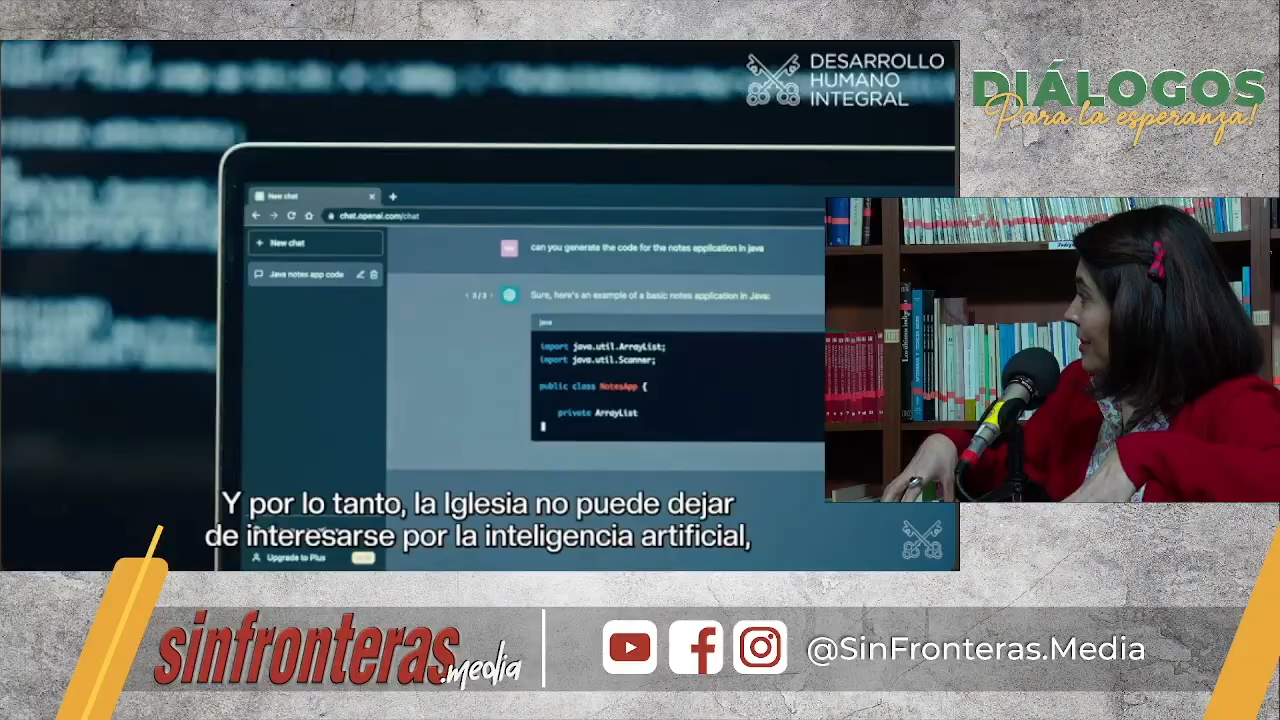 DESARROLLO
HUMANO
INTEGRAL
DIÁLOGOS
Para la esperanza!
New chat
chat.openai.com/chat
+ New chat
Java notes app code
can you generate the code for the notes application in java
< 3/3 >
Sure, here's an example of a basic notes application in Java:
java
import java.util.ArrayList;
import java.util.Scanner;
public class NotesApp {
private ArrayList
Y por lo tanto, la Iglesia no puede dejar
de interesarse por la inteligencia artificial,
Upgrade to Plus
sinfronteras
.media
@SinFronteras.Media